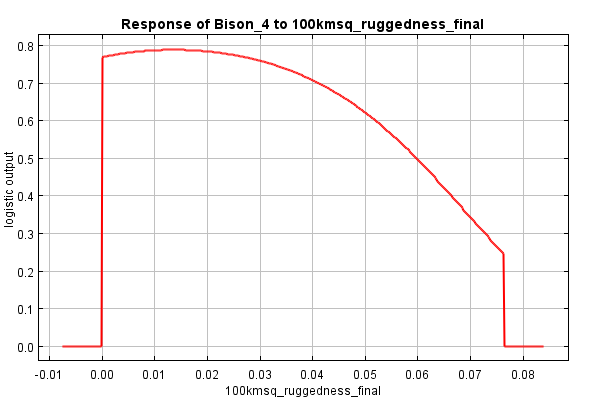 Response of Bison_4 to 100kmsq_ruggedness_final
logistic output
0.8
0.7
0.6
0.5
0.4
0.3
0.2
0.1
0.0
-0.01 0.00 0.01 0.02 0.03 0.04 0.05 0.06 0.07 0.08
100kmsq_ruggedness_final